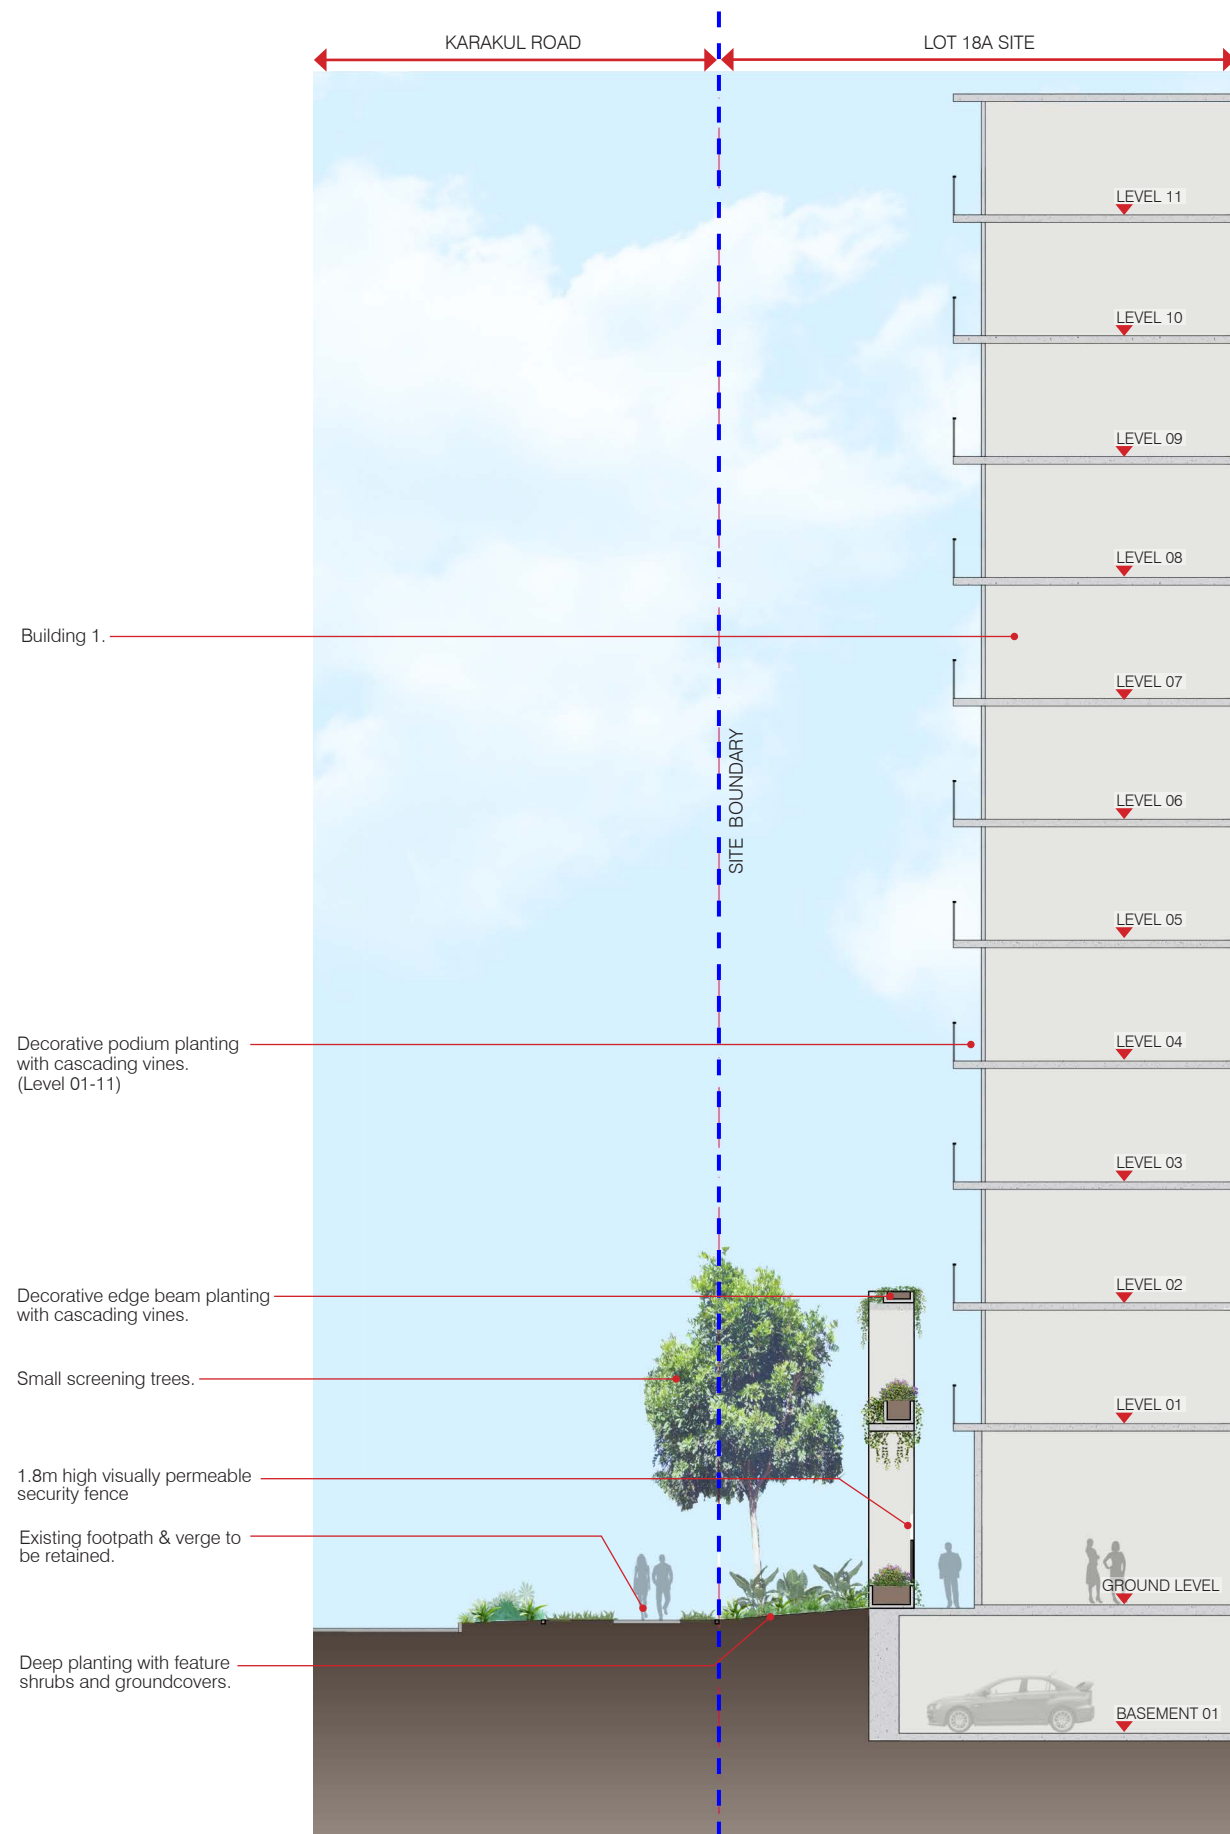 KARAKUL ROAD
LOT 18A SITE
LEVEL 11
LEVEL 10
LEVEL 09
LEVEL 08
Building 1.
LEVEL 07
SITE BOUNDARY
LEVEL 06
LEVEL 05
Decorative podium planting
with cascading vines.
(Level 01-11)
LEVEL 04
LEVEL 03
Decorative edge beam planting
with cascading vines.
LEVEL 02
Small screening trees.
LEVEL 01
1.8m high visually permeable
security fence
Existing footpath & verge to
be retained.
GROUND LEVEL
Deep planting with feature
shrubs and groundcovers.
BASEMENT 01